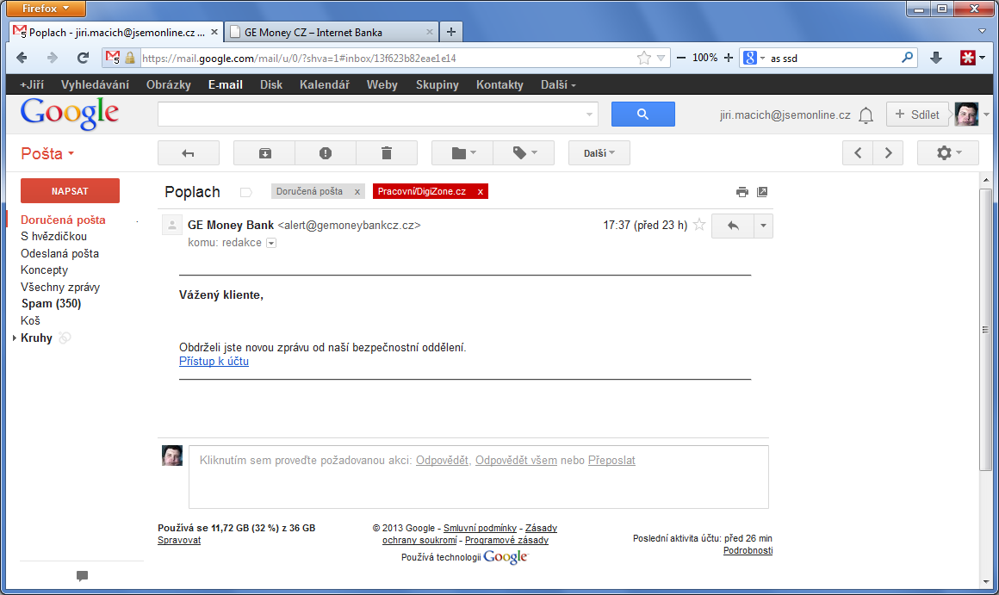 Firefox
Poplach - jiri.macich@jsemonline.cz ... ×
GE Money CZ – Internet Banka ×
https://mail.google.com/mail/u/0/?shva=1#inbox/13f623b82eae1e14
100%
as ssd
+Jiří Vyhledávání Obrázky E-mail Disk Kalendář Weby Skupiny Kontakty Další
Google
jiri.macich@jsemonline.cz
+ Sdílet
Pošta
Další
NAPSAT
Poplach
Doručená pošta x
Pracovní/DigiZone.cz x
Doručená pošta
S hvězdičkou
Odeslaná pošta
Koncepty
Všechny zprávy
Spam (350)
Koš
Kruhy
GE Money Bank <alert@gemoneybankcz.cz>
17:37 (před 23 h)
komu: redakce
Vážený kliente,
Obdrželi jste novou zprávu od naší bezpečnostní oddělení.
Přístup k účtu
Kliknutím sem proveďte požadovanou akci: Odpovědět, Odpovědět všem nebo Přeposlat
Používá se 11,72 GB (32 %) z 36 GB
Spravovat
© 2013 Google - Smluvní podmínky - Zásady
ochrany soukromí - Programové zásady
Používá technologii Google
Poslední aktivita účtu: před 26 min
Podrobnosti